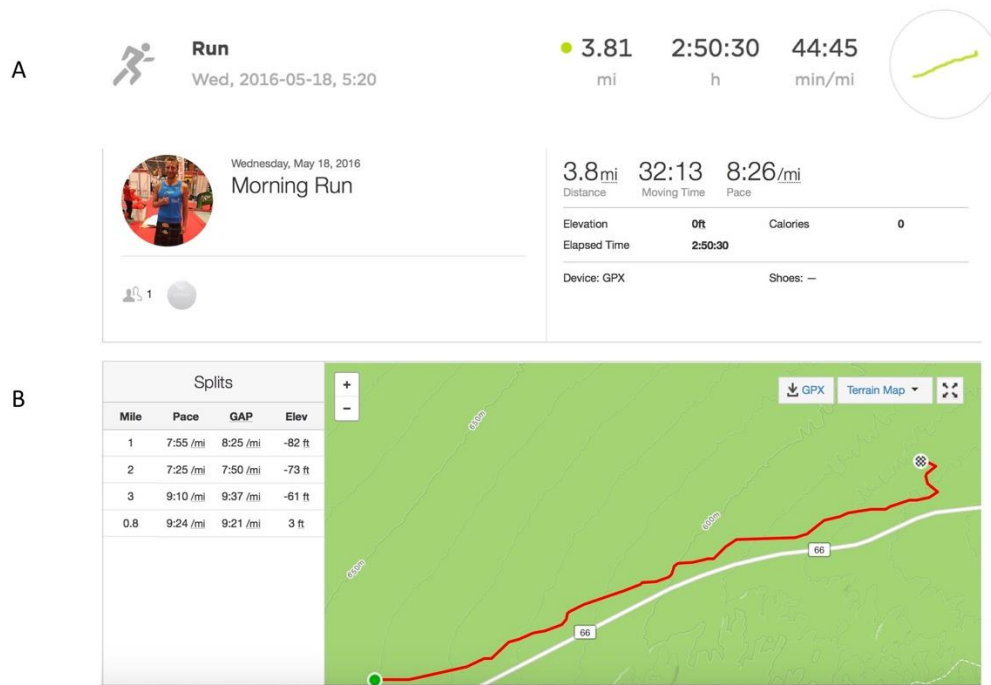 A
Run
Wed, 2016-05-18, 5:20
3.81 2:50:30 44:45
mi h min/mi
Wednesday, May 18, 2016
Morning Run
1
3.8mi 32:13 8:26/mi
Distance Moving Time Pace
Elevation 0ft Calories 0
Elapsed Time 2:50:30
Device: GPX Shoes: —
B
Splits
Mile Pace GAP Elev
1 7:55 /mi 8:25 /mi -82 ft
2 7:25 /mi 7:50 /mi -73 ft
3 9:10 /mi 9:37 /mi -61 ft
0.8 9:24 /mi 9:21 /mi 3 ft
+
−
GPX Terrain Map
650m
600m
650m
66
66